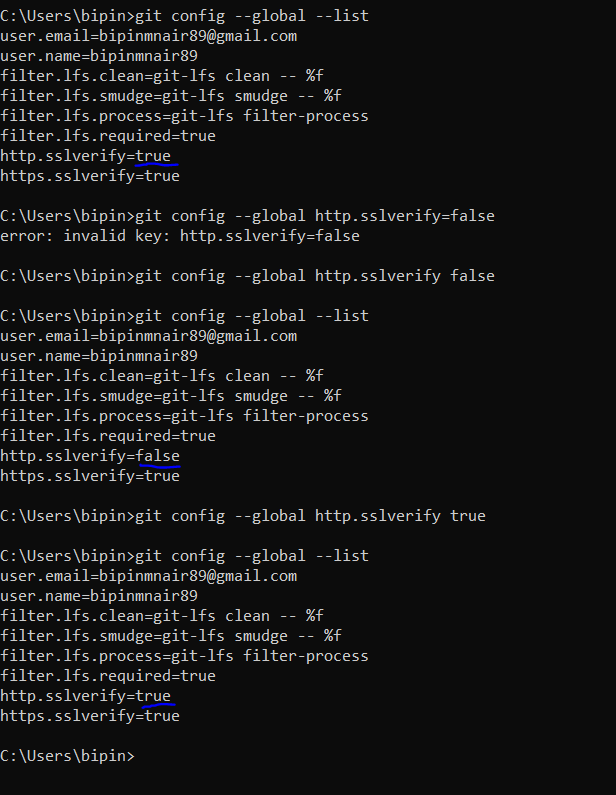 C:\Users\bipin>git config --global --list
user.email=bipinmnair89@gmail.com
user.name=bipinmnair89
filter.lfs.clean=git-lfs clean -- %f
filter.lfs.smudge=git-lfs smudge -- %f
filter.lfs.process=git-lfs filter-process
filter.lfs.required=true
http.sslverify=true
https.sslverify=true
C:\Users\bipin>git config --global http.sslverify=false
error: invalid key: http.sslverify=false
C:\Users\bipin>git config --global http.sslverify false
C:\Users\bipin>git config --global --list
user.email=bipinmnair89@gmail.com
user.name=bipinmnair89
filter.lfs.clean=git-lfs clean -- %f
filter.lfs.smudge=git-lfs smudge -- %f
filter.lfs.process=git-lfs filter-process
filter.lfs.required=true
http.sslverify=false
https.sslverify=true
C:\Users\bipin>git config --global http.sslverify true
C:\Users\bipin>git config --global --list
user.email=bipinmnair89@gmail.com
user.name=bipinmnair89
filter.lfs.clean=git-lfs clean -- %f
filter.lfs.smudge=git-lfs smudge -- %f
filter.lfs.process=git-lfs filter-process
filter.lfs.required=true
http.sslverify=true
https.sslverify=true
C:\Users\bipin>